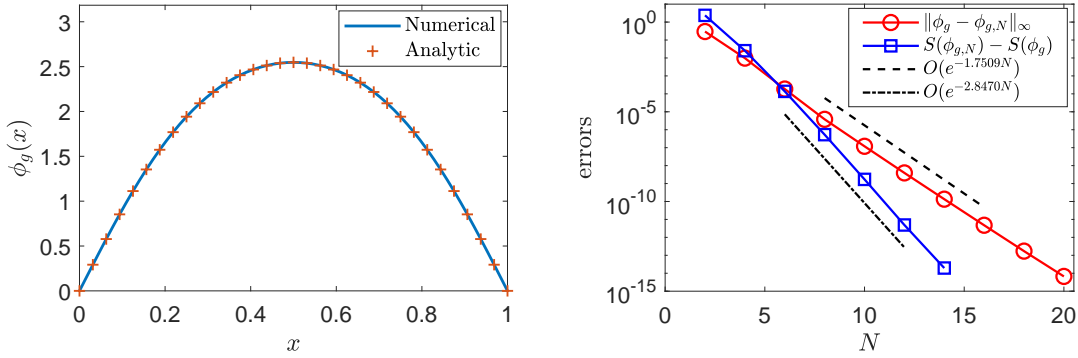 3
2.5
2
1.5
1
0.5
0
0
0.2
0.4
0.6
0.8
1
x
ϕ_g(x)
Numerical
Analytic
10^0
10^-5
10^-10
10^-15
0
5
10
15
20
N
errors
‖ϕ_g − ϕ_{g,N}‖_∞
S(ϕ_{g,N}) − S(ϕ_g)
O(e^{-1.7509N})
O(e^{-2.8470N})